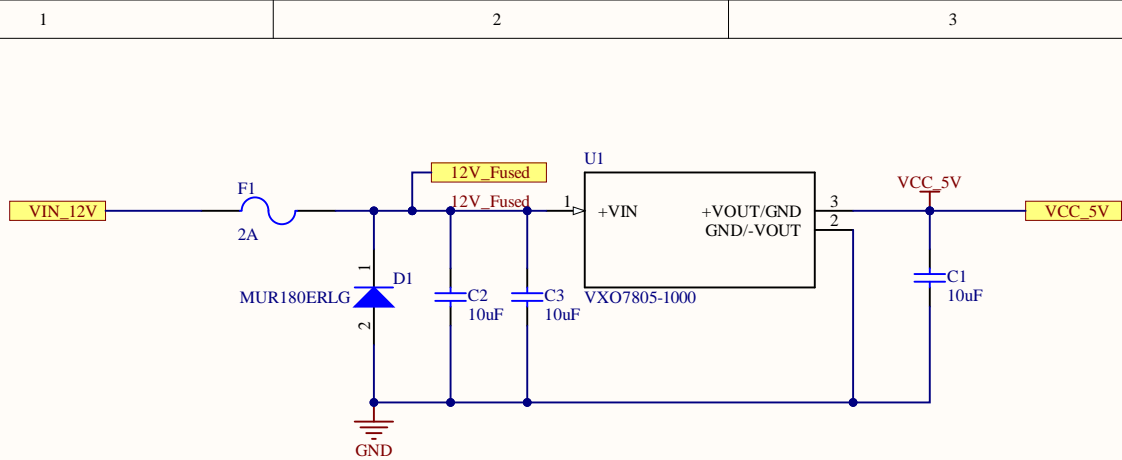 1 2 3
U1
12V_Fused
F1
VCC_5V
VIN_12V
12V_Fused
1
+VIN
+VOUT/GND
3
VCC_5V
2A
GND/-VOUT
2
1
D1
C1
MUR180ERLG
C2
C3
VXO7805-1000
10uF
10uF
10uF
2
GND